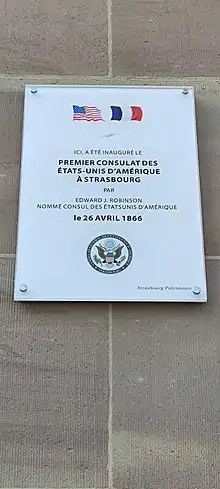 ICI, A ÉTÉ INAUGURÉ LE
PREMIER CONSULAT DES
ÉTATS-UNIS D'AMÉRIQUE
À STRASBOURG
PAR
EDWARD J. ROBINSON
NOMMÉ CONSUL DES ÉTATSUNIS D'AMÉRIQUE
le 26 AVRIL 1866
Strasbourg Patrimoine